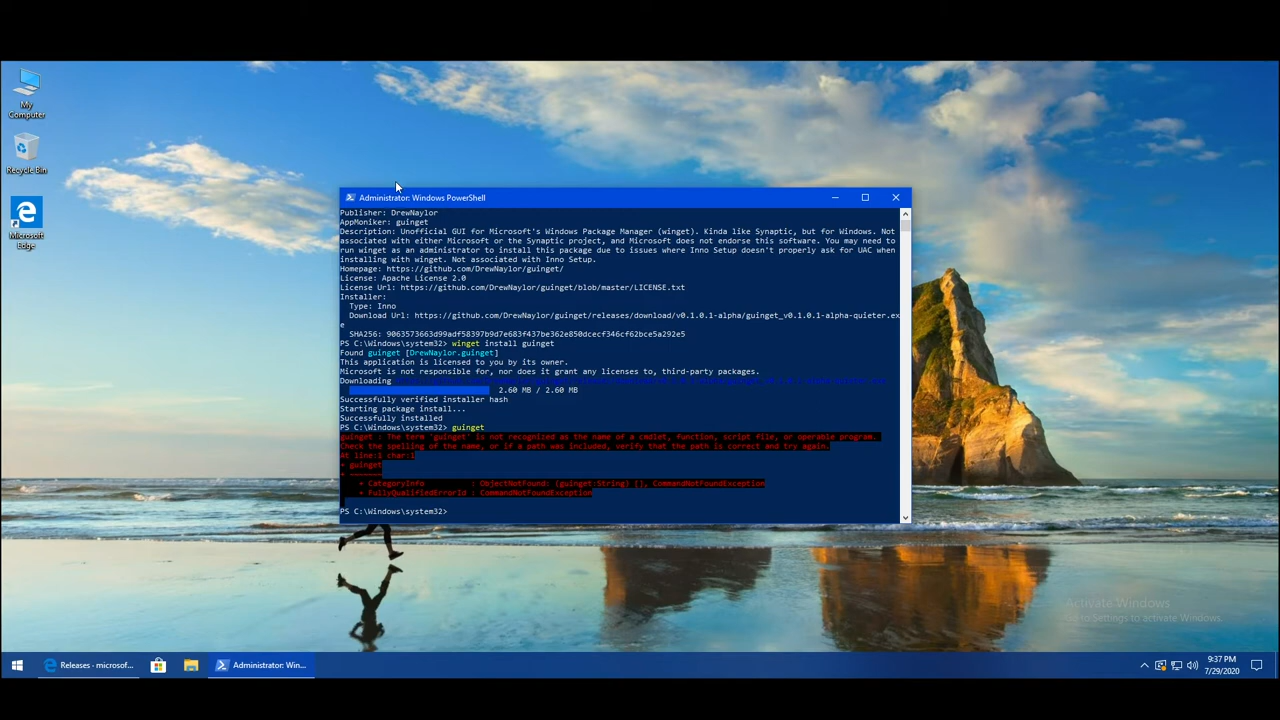 My
Computer
Recycle Bin
Microsoft
Edge
Administrator: Windows PowerShell
Publisher: DrewNaylor
AppMoniker: guinget
Description: Unofficial GUI for Microsoft's Windows Package Manager (winget). Kinda like Synaptic, but for Windows. Not
associated with either Microsoft or the Synaptic project, and Microsoft does not endorse this software. You may need to
run winget as an administrator to install this package due to issues where Inno Setup doesn't properly ask for UAC when
installing with winget. Not associated with Inno Setup.
Homepage: https://github.com/DrewNaylor/guinget/
License: Apache License 2.0
License Url: https://github.com/DrewNaylor/guinget/blob/master/LICENSE.txt
Installer:
Type: Inno
Download Url: https://github.com/DrewNaylor/guinget/releases/download/v0.1.0.1-alpha/guinget_v0.1.0.1-alpha-quieter.ex
e
SHA256: 9063573663d99adf58397b9d7e683f437be362e850dcecf346cf62bce5a292e5
PS C:\Windows\system32> winget install guinget
Found guinget [DrewNaylor.guinget]
This application is licensed to you by its owner.
Microsoft is not responsible for, nor does it grant any licenses to, third-party packages.
Downloading
2.60 MB / 2.60 MB
Successfully verified installer hash
Starting package install...
Successfully installed
PS C:\Windows\system32> guinget
guinget : The term 'guinget' is not recognized as the name of a cmdlet, function, script file, or operable program.
Check the spelling of the name, or if a path was included, verify that the path is correct and try again.
At line:1 char:1
+ guinget
+ ~~~~~~~
+ CategoryInfo : ObjectNotFound: (guinget:String) [], CommandNotFoundException
+ FullyQualifiedErrorId : CommandNotFoundException
PS C:\Windows\system32>
Activate Windows
Go to Settings to activate Windows.
Releases - microsof...
Administrator: Win...
9:37 PM
7/29/2020